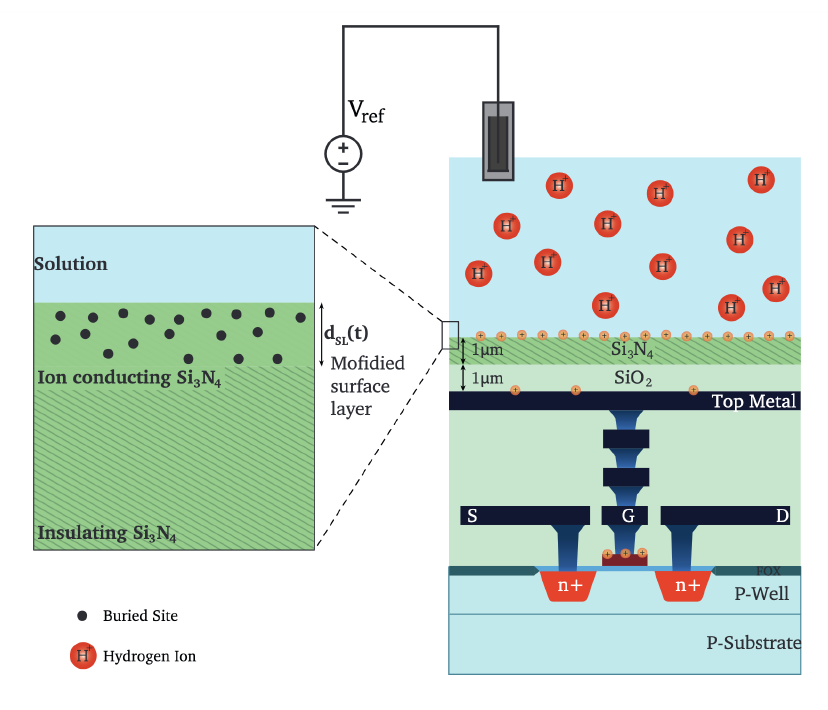 V_ref
+
−
H⁺
H⁺
H⁺
H⁺
H⁺
H⁺
H⁺
H⁺
H⁺
H⁺
H⁺
H⁺
Solution
d_SL(t)
Mofidied
surface
layer
Ion conducting Si₃N₄
Insulating Si₃N₄
+ + + + + + + + + + + + + + + +
1μm
Si₃N₄
1μm
SiO₂
+ + +
Top Metal
S
G
D
+ + +
FOX
n+
n+
P-Well
P-Substrate
Buried Site
H⁺ Hydrogen Ion